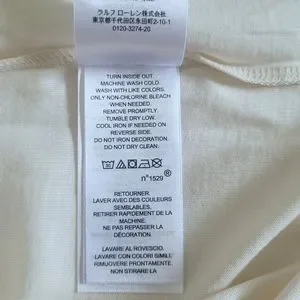 ラルフ ローレン株式会社
東京都千代田区永田町2-10-1
0120-3274-20
TURN INSIDE OUT
MACHINE WASH COLD.
WASH WITH LIKE COLORS.
ONLY NON-CHLORINE BLEACH
WHEN NEEDED.
REMOVE PROMPTLY.
TUMBLE DRY LOW.
COOL IRON IF NEEDED ON
REVERSE SIDE.
DO NOT IRON DECORATION.
DO NOT DRY CLEAN.
30
n°1529®
RETOURNER.
LAVER AVEC DES COULEURS
SEMBLABLES.
RETIRER RAPIDEMENT DE LA
MACHINE.
NE PAS REPASSER LA
DÉCORATION.
LAVARE AL ROVESCIO.
LAVARE CON COLORI SIMILI.
RIMUOVERE PRONTAMENTE.
NON STIRARE LA